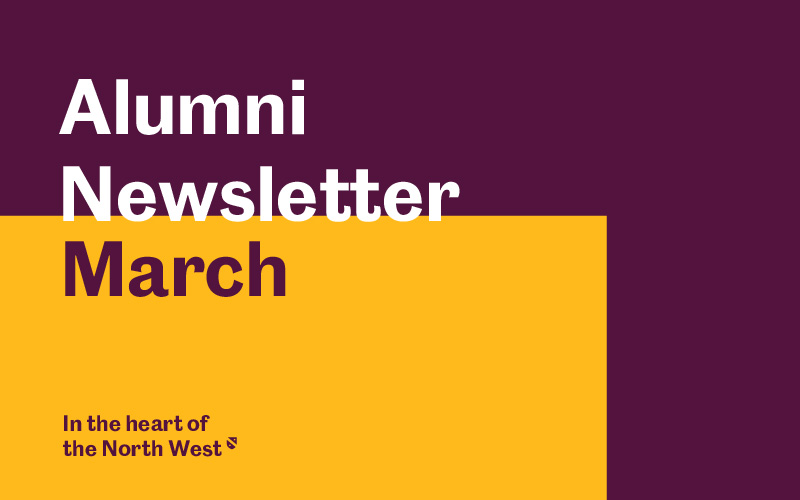 Alumni
Newsletter
March
In the heart of
the North West